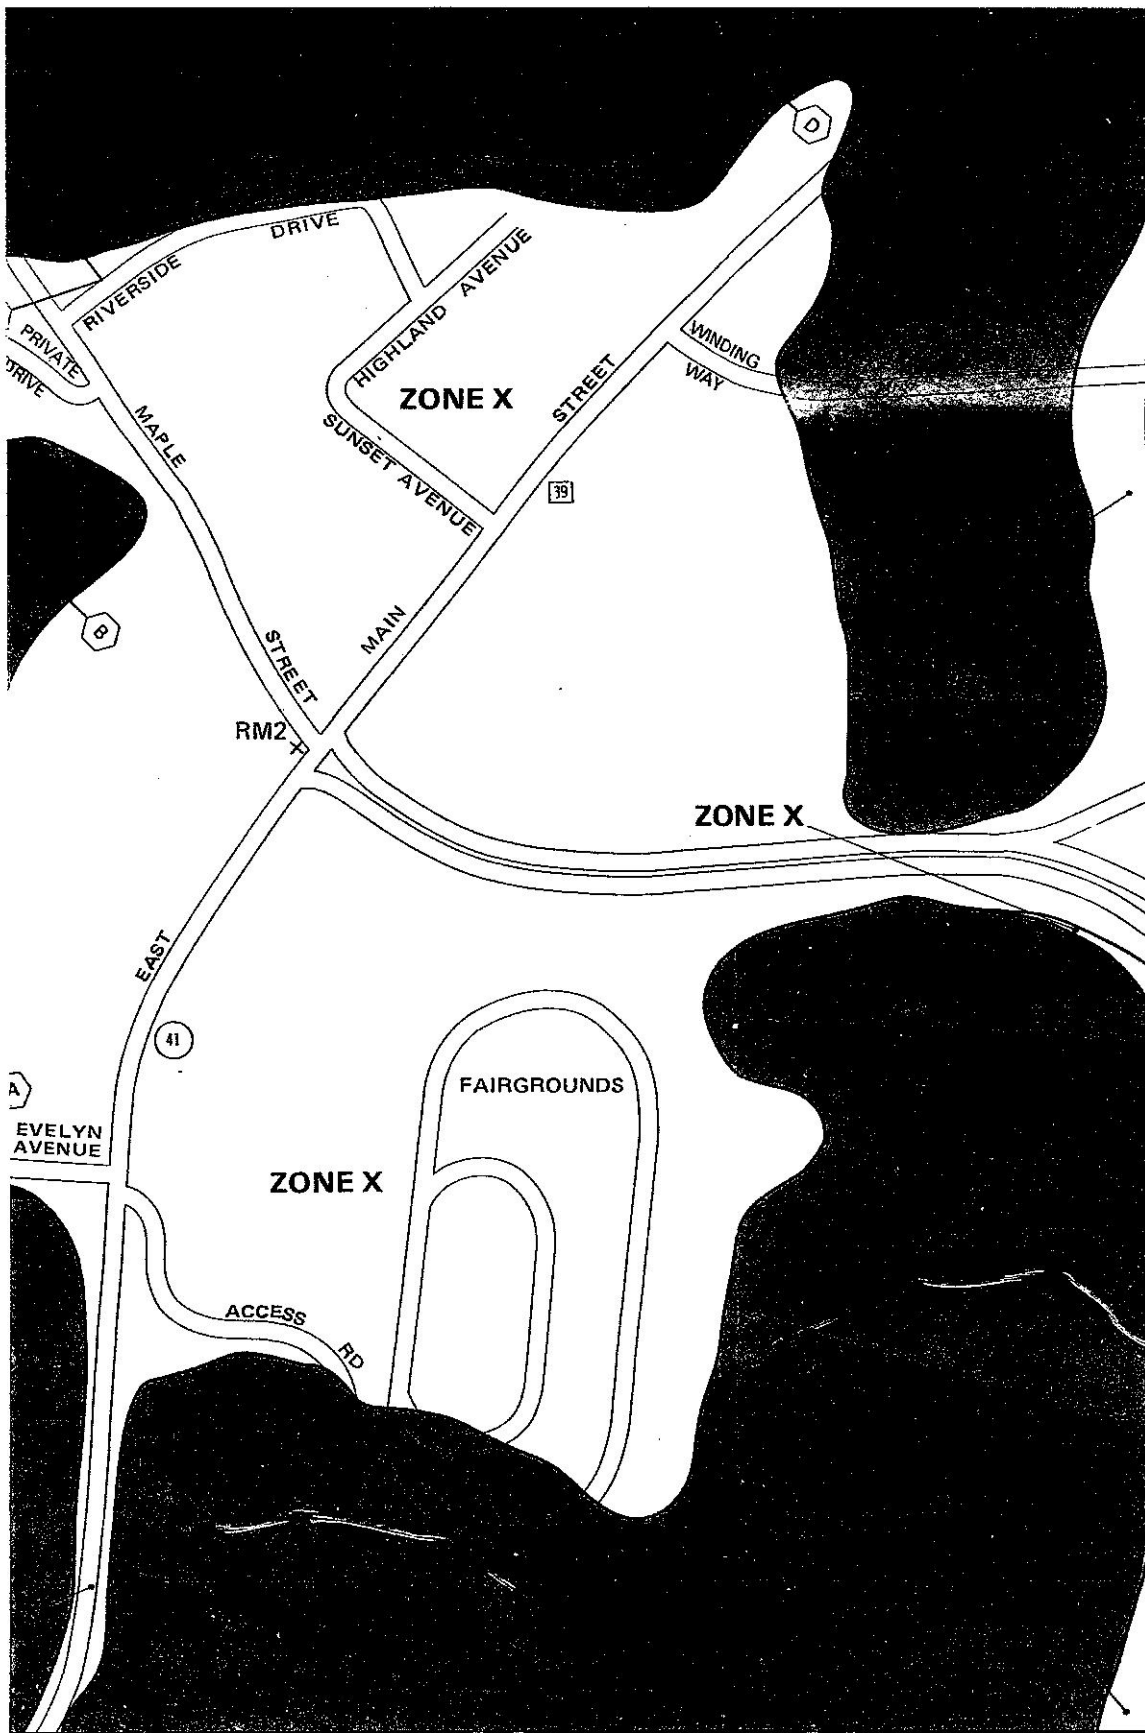 D
DRIVE
RIVERSIDE
HIGHLAND AVENUE
PRIVATE
DRIVE
WINDING
WAY
ZONE X
MAPLE
STREET
SUNSET AVENUE
STREET
39
MAIN
B
RM2
ZONE X
EAST
41
A
FAIRGROUNDS
EVELYN
AVENUE
ZONE X
ACCESS
RD